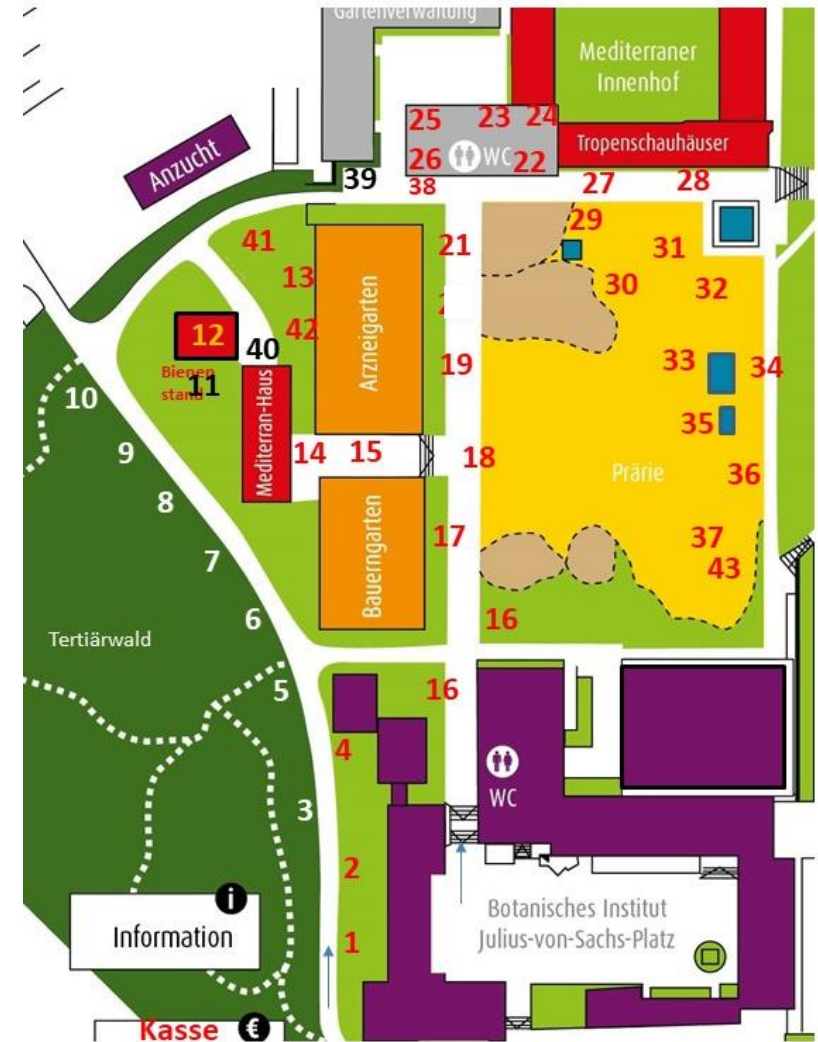 Gartenverwaltung
Mediterraner
Innenhof
25
23
24
Tropenschauhäuser
Anzucht
26
WC
22
39
38
27
28
29
41
21
31
13
30
32
12
42
40
Arzneigarten
19
33
34
Bienen
stand
11
10
Mediterran-Haus
35
9
14
15
18
Prärie
36
8
17
37
7
43
Bauerngarten
6
16
Tertiärwald
5
16
4
WC
3
2
Botanisches Institut
Julius-von-Sachs-Platz
i
Information
1
Kasse
€